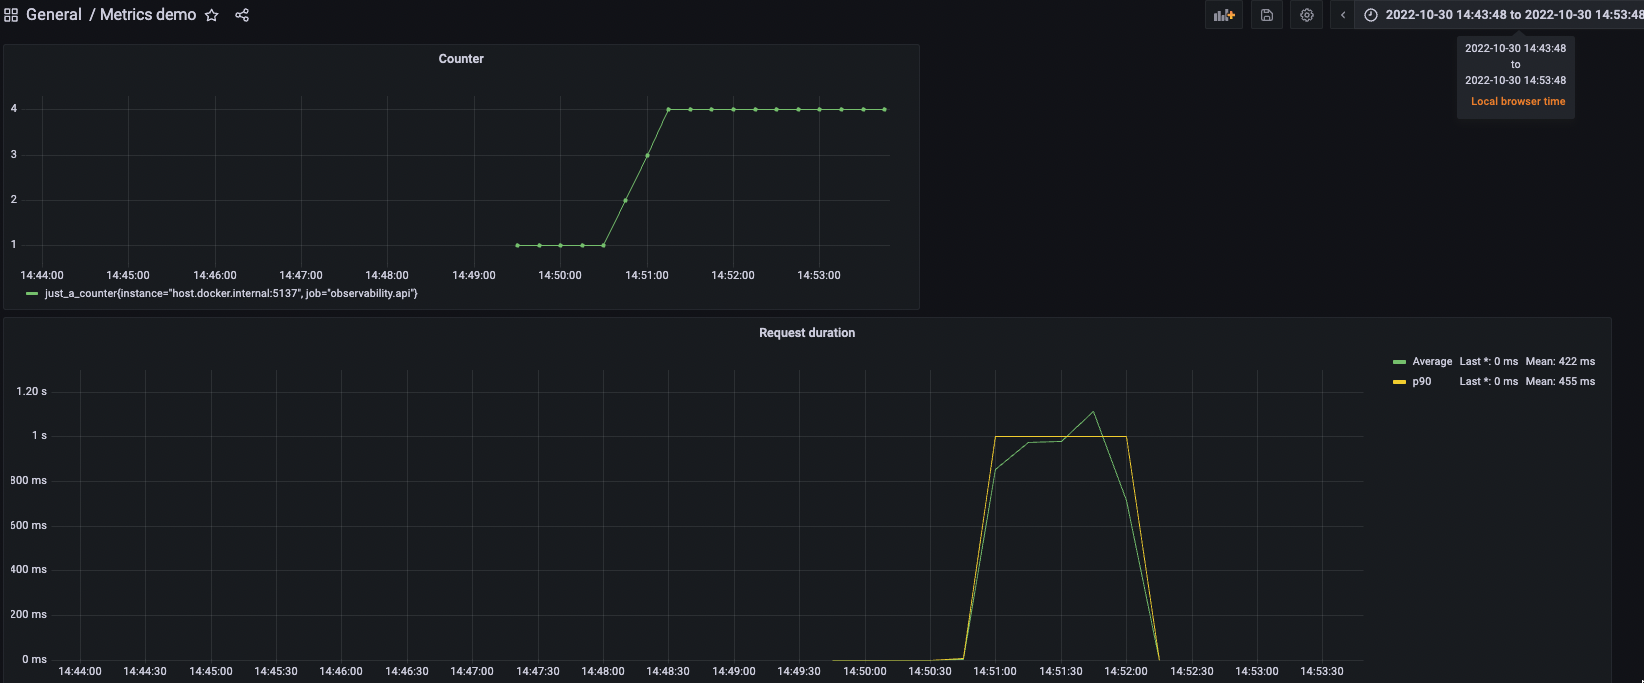 General / Metrics demo
2022-10-30 14:43:48 to 2022-10-30 14:53:48
2022-10-30 14:43:48
to
2022-10-30 14:53:48
Local browser time
Counter
4
3
2
1
14:44:00 14:45:00 14:46:00 14:47:00 14:48:00 14:49:00 14:50:00 14:51:00 14:52:00 14:53:00
just_a_counter{instance="host.docker.internal:5137", job="observability.api"}
Request duration
Average Last *: 0 ms Mean: 422 ms
p90 Last *: 0 ms Mean: 455 ms
1.20 s
1 s
800 ms
600 ms
400 ms
200 ms
0 ms
14:44:00 14:44:30 14:45:00 14:45:30 14:46:00 14:46:30 14:47:00 14:47:30 14:48:00 14:48:30 14:49:00 14:49:30 14:50:00 14:50:30 14:51:00 14:51:30 14:52:00 14:52:30 14:53:00 14:53:30